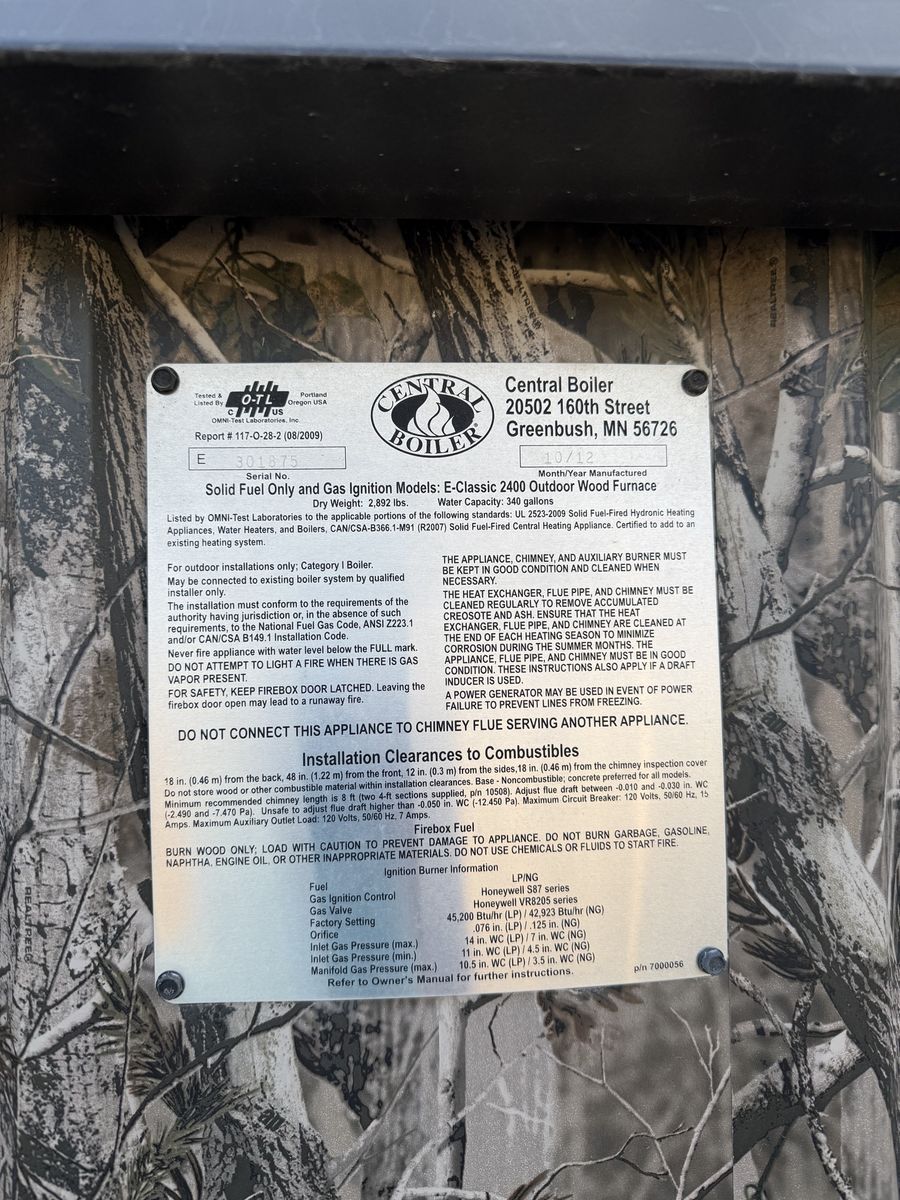 Tested &
Listed By
O-TL
C US
Portland
Oregon USA
OMNI-Test Laboratories, Inc.
Report # 117-O-28-2 (08/2009)
CENTRAL
BOILER
Central Boiler
20502 160th Street
Greenbush, MN 56726
E 301875
Serial No.
10/12
Month/Year Manufactured
Solid Fuel Only and Gas Ignition Models: E-Classic 2400 Outdoor Wood Furnace
Dry Weight: 2,892 lbs. Water Capacity: 340 gallons
Listed by OMNI-Test Laboratories to the applicable portions of the following standards: UL 2523-2009 Solid Fuel-Fired Hydronic Heating
Appliances, Water Heaters, and Boilers, CAN/CSA-B366.1-M91 (R2007) Solid Fuel-Fired Central Heating Appliance. Certified to add to an
existing heating system.
For outdoor installations only; Category I Boiler.
May be connected to existing boiler system by qualified
installer only.
The installation must conform to the requirements of the
authority having jurisdiction or, in the absence of such
requirements, to the National Fuel Gas Code, ANSI Z223.1
and/or CAN/CSA B149.1 Installation Code.
Never fire appliance with water level below the FULL mark.
DO NOT ATTEMPT TO LIGHT A FIRE WHEN THERE IS GAS
VAPOR PRESENT.
FOR SAFETY, KEEP FIREBOX DOOR LATCHED. Leaving the
firebox door open may lead to a runaway fire.
THE APPLIANCE, CHIMNEY, AND AUXILIARY BURNER MUST
BE KEPT IN GOOD CONDITION AND CLEANED WHEN
NECESSARY.
THE HEAT EXCHANGER, FLUE PIPE, AND CHIMNEY MUST BE
CLEANED REGULARLY TO REMOVE ACCUMULATED
CREOSOTE AND ASH. ENSURE THAT THE HEAT
EXCHANGER, FLUE PIPE, AND CHIMNEY ARE CLEANED AT
THE END OF EACH HEATING SEASON TO MINIMIZE
CORROSION DURING THE SUMMER MONTHS. THE
APPLIANCE, FLUE PIPE, AND CHIMNEY MUST BE IN GOOD
CONDITION. THESE INSTRUCTIONS ALSO APPLY IF A DRAFT
INDUCER IS USED.
A POWER GENERATOR MAY BE USED IN EVENT OF POWER
FAILURE TO PREVENT LINES FROM FREEZING.
DO NOT CONNECT THIS APPLIANCE TO CHIMNEY FLUE SERVING ANOTHER APPLIANCE.
Installation Clearances to Combustibles
18 in. (0.46 m) from the back, 48 in. (1.22 m) from the front, 12 in. (0.3 m) from the sides,18 in. (0.46 m) from the chimney inspection cover
Do not store wood or other combustible material within installation clearances. Base - Noncombustible; concrete preferred for all models.
Minimum recommended chimney length is 8 ft (two 4-ft sections supplied, p/n 10508). Adjust flue draft between -0.010 and -0.030 in. WC
(-2.490 and -7.470 Pa). Unsafe to adjust flue draft higher than -0.050 in. WC (-12.450 Pa). Maximum Circuit Breaker: 120 Volts, 50/60 Hz, 15
Amps. Maximum Auxiliary Outlet Load: 120 Volts, 50/60 Hz, 7 Amps.
Firebox Fuel
BURN WOOD ONLY; LOAD WITH CAUTION TO PREVENT DAMAGE TO APPLIANCE. DO NOT BURN GARBAGE, GASOLINE,
NAPHTHA, ENGINE OIL, OR OTHER INAPPROPRIATE MATERIALS. DO NOT USE CHEMICALS OR FLUIDS TO START FIRE.
Ignition Burner Information
Fuel LP/NG
Gas Ignition Control Honeywell S87 series
Gas Valve Honeywell VR8205 series
Factory Setting 45,200 Btu/hr (LP) / 42,923 Btu/hr (NG)
Orifice .076 in. (LP) / .125 in. (NG)
Inlet Gas Pressure (max.) 14 in. WC (LP) / 7 in. WC (NG)
Inlet Gas Pressure (min.) 11 in. WC (LP) / 4.5 in. WC (NG)
Manifold Gas Pressure (max.) 10.5 in. WC (LP) / 3.5 in. WC (NG)
Refer to Owner's Manual for further instructions.
p/n 7000056
REALTREE®
REALTREE®